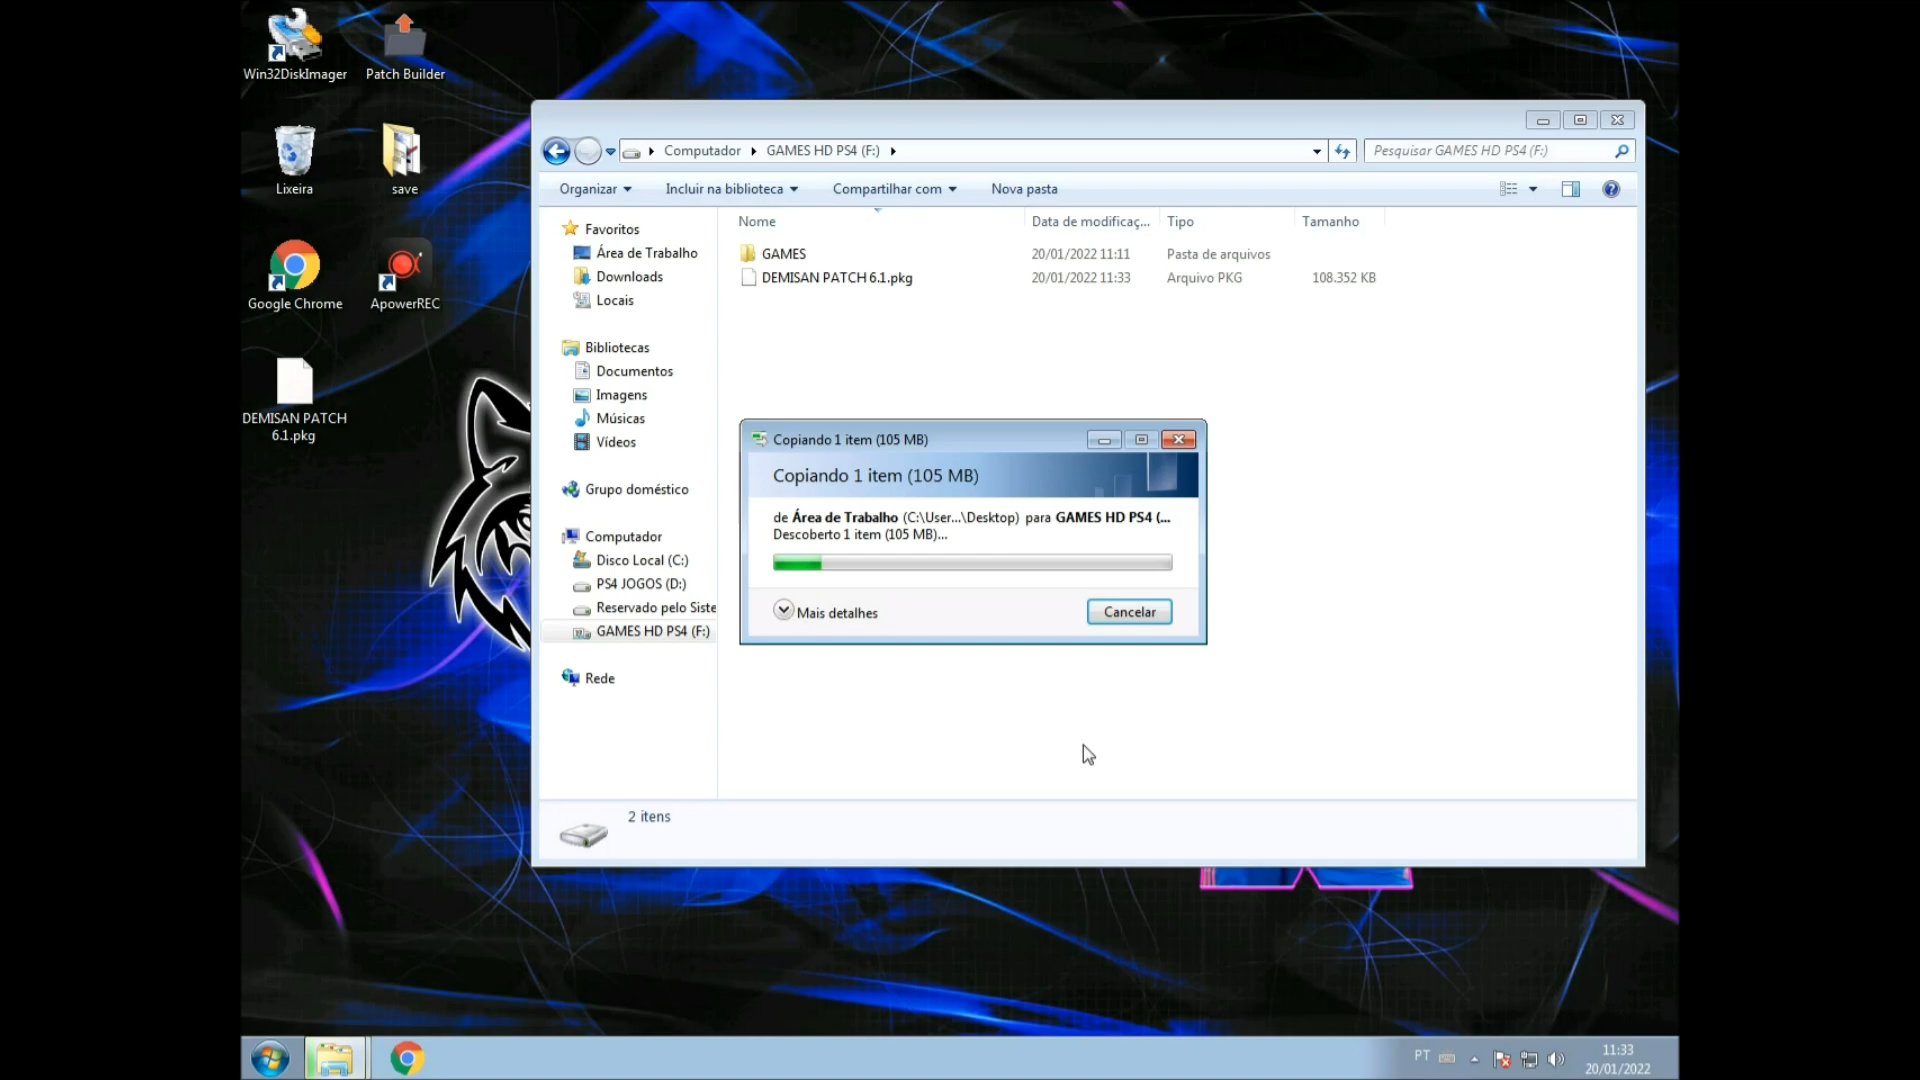 Win32DiskImager
Patch Builder
Lixeira
save
Google Chrome
ApowerREC
DEMISAN PATCH
6.1.pkg
Computador
GAMES HD PS4 (F:)
Pesquisar GAMES HD PS4 (F:)
Organizar
Incluir na biblioteca
Compartilhar com
Nova pasta
Favoritos
Área de Trabalho
Downloads
Locais
Bibliotecas
Documentos
Imagens
Músicas
Vídeos
Grupo doméstico
Computador
Disco Local (C:)
PS4 JOGOS (D:)
Reservado pelo Siste
GAMES HD PS4 (F:)
Rede
Nome
Data de modificaç...
Tipo
Tamanho
GAMES
20/01/2022 11:11
Pasta de arquivos
DEMISAN PATCH 6.1.pkg
20/01/2022 11:33
Arquivo PKG
108.352 KB
Copiando 1 item (105 MB)
Copiando 1 item (105 MB)
de Área de Trabalho (C:\User...\Desktop) para GAMES HD PS4 (...
Descoberto 1 item (105 MB)...
Mais detalhes
Cancelar
2 itens
PT
11:33
20/01/2022